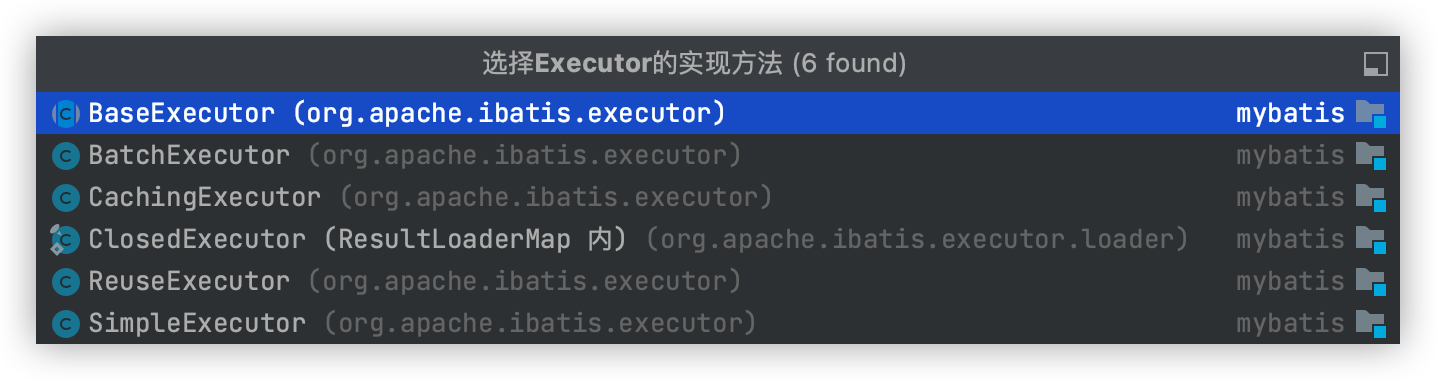 选择Executor的实现方法 (6 found)
BaseExecutor (org.apache.ibatis.executor) mybatis
BatchExecutor (org.apache.ibatis.executor) mybatis
CachingExecutor (org.apache.ibatis.executor) mybatis
ClosedExecutor (ResultLoaderMap 内) (org.apache.ibatis.executor.loader) mybatis
ReuseExecutor (org.apache.ibatis.executor) mybatis
SimpleExecutor (org.apache.ibatis.executor) mybatis